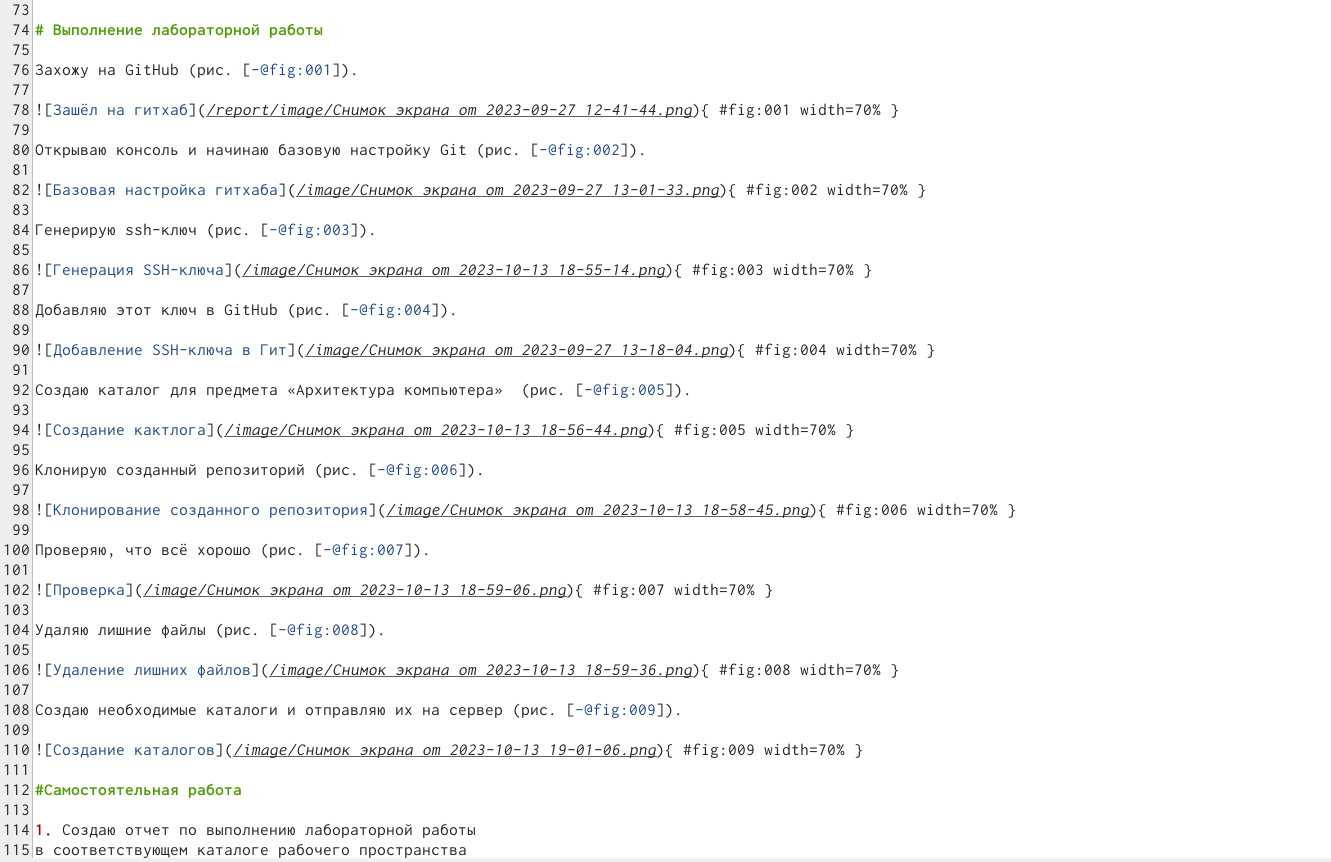 73
74 # Выполнение лабораторной работы
75
76 Захожу на GitHub (рис. [-@fig:001]).
77
78 ![Зашёл на гитхаб](/report/image/Снимок экрана от 2023-09-27 12-41-44.png){ #fig:001 width=70% }
79
80 Открываю консоль и начинаю базовую настройку Git (рис. [-@fig:002]).
81
82 ![Базовая настройка гитхаба](/image/Снимок экрана от 2023-09-27 13-01-33.png){ #fig:002 width=70% }
83
84 Генерирую ssh-ключ (рис. [-@fig:003]).
85
86 ![Генерация SSH-ключа](/image/Снимок экрана от 2023-10-13 18-55-14.png){ #fig:003 width=70% }
87
88 Добавляю этот ключ в GitHub (рис. [-@fig:004]).
89
90 ![Добавление SSH-ключа в Гит](/image/Снимок экрана от 2023-09-27 13-18-04.png){ #fig:004 width=70% }
91
92 Создаю каталог для предмета «Архитектура компьютера»  (рис. [-@fig:005]).
93
94 ![Создание кактлога](/image/Снимок экрана от 2023-10-13 18-56-44.png){ #fig:005 width=70% }
95
96 Клонирую созданный репозиторий (рис. [-@fig:006]).
97
98 ![Клонирование созданного репозитория](/image/Снимок экрана от 2023-10-13 18-58-45.png){ #fig:006 width=70% }
99
100 Проверяю, что всё хорошо (рис. [-@fig:007]).
101
102 ![Проверка](/image/Снимок экрана от 2023-10-13 18-59-06.png){ #fig:007 width=70% }
103
104 Удаляю лишние файлы (рис. [-@fig:008]).
105
106 ![Удаление лишних файлов](/image/Снимок экрана от 2023-10-13 18-59-36.png){ #fig:008 width=70% }
107
108 Создаю необходимые каталоги и отправляю их на сервер (рис. [-@fig:009]).
109
110 ![Создание каталогов](/image/Снимок экрана от 2023-10-13 19-01-06.png){ #fig:009 width=70% }
111
112 #Самостоятельная работа
113
114 1. Создаю отчет по выполнению лабораторной работы
115 в соответствующем каталоге рабочего пространства